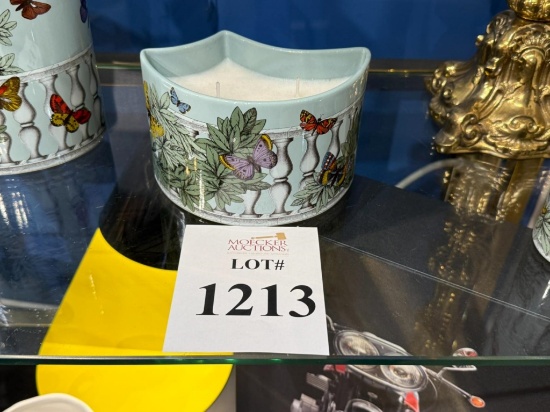 MOECKER
AUCTIONS
LOT#
1213